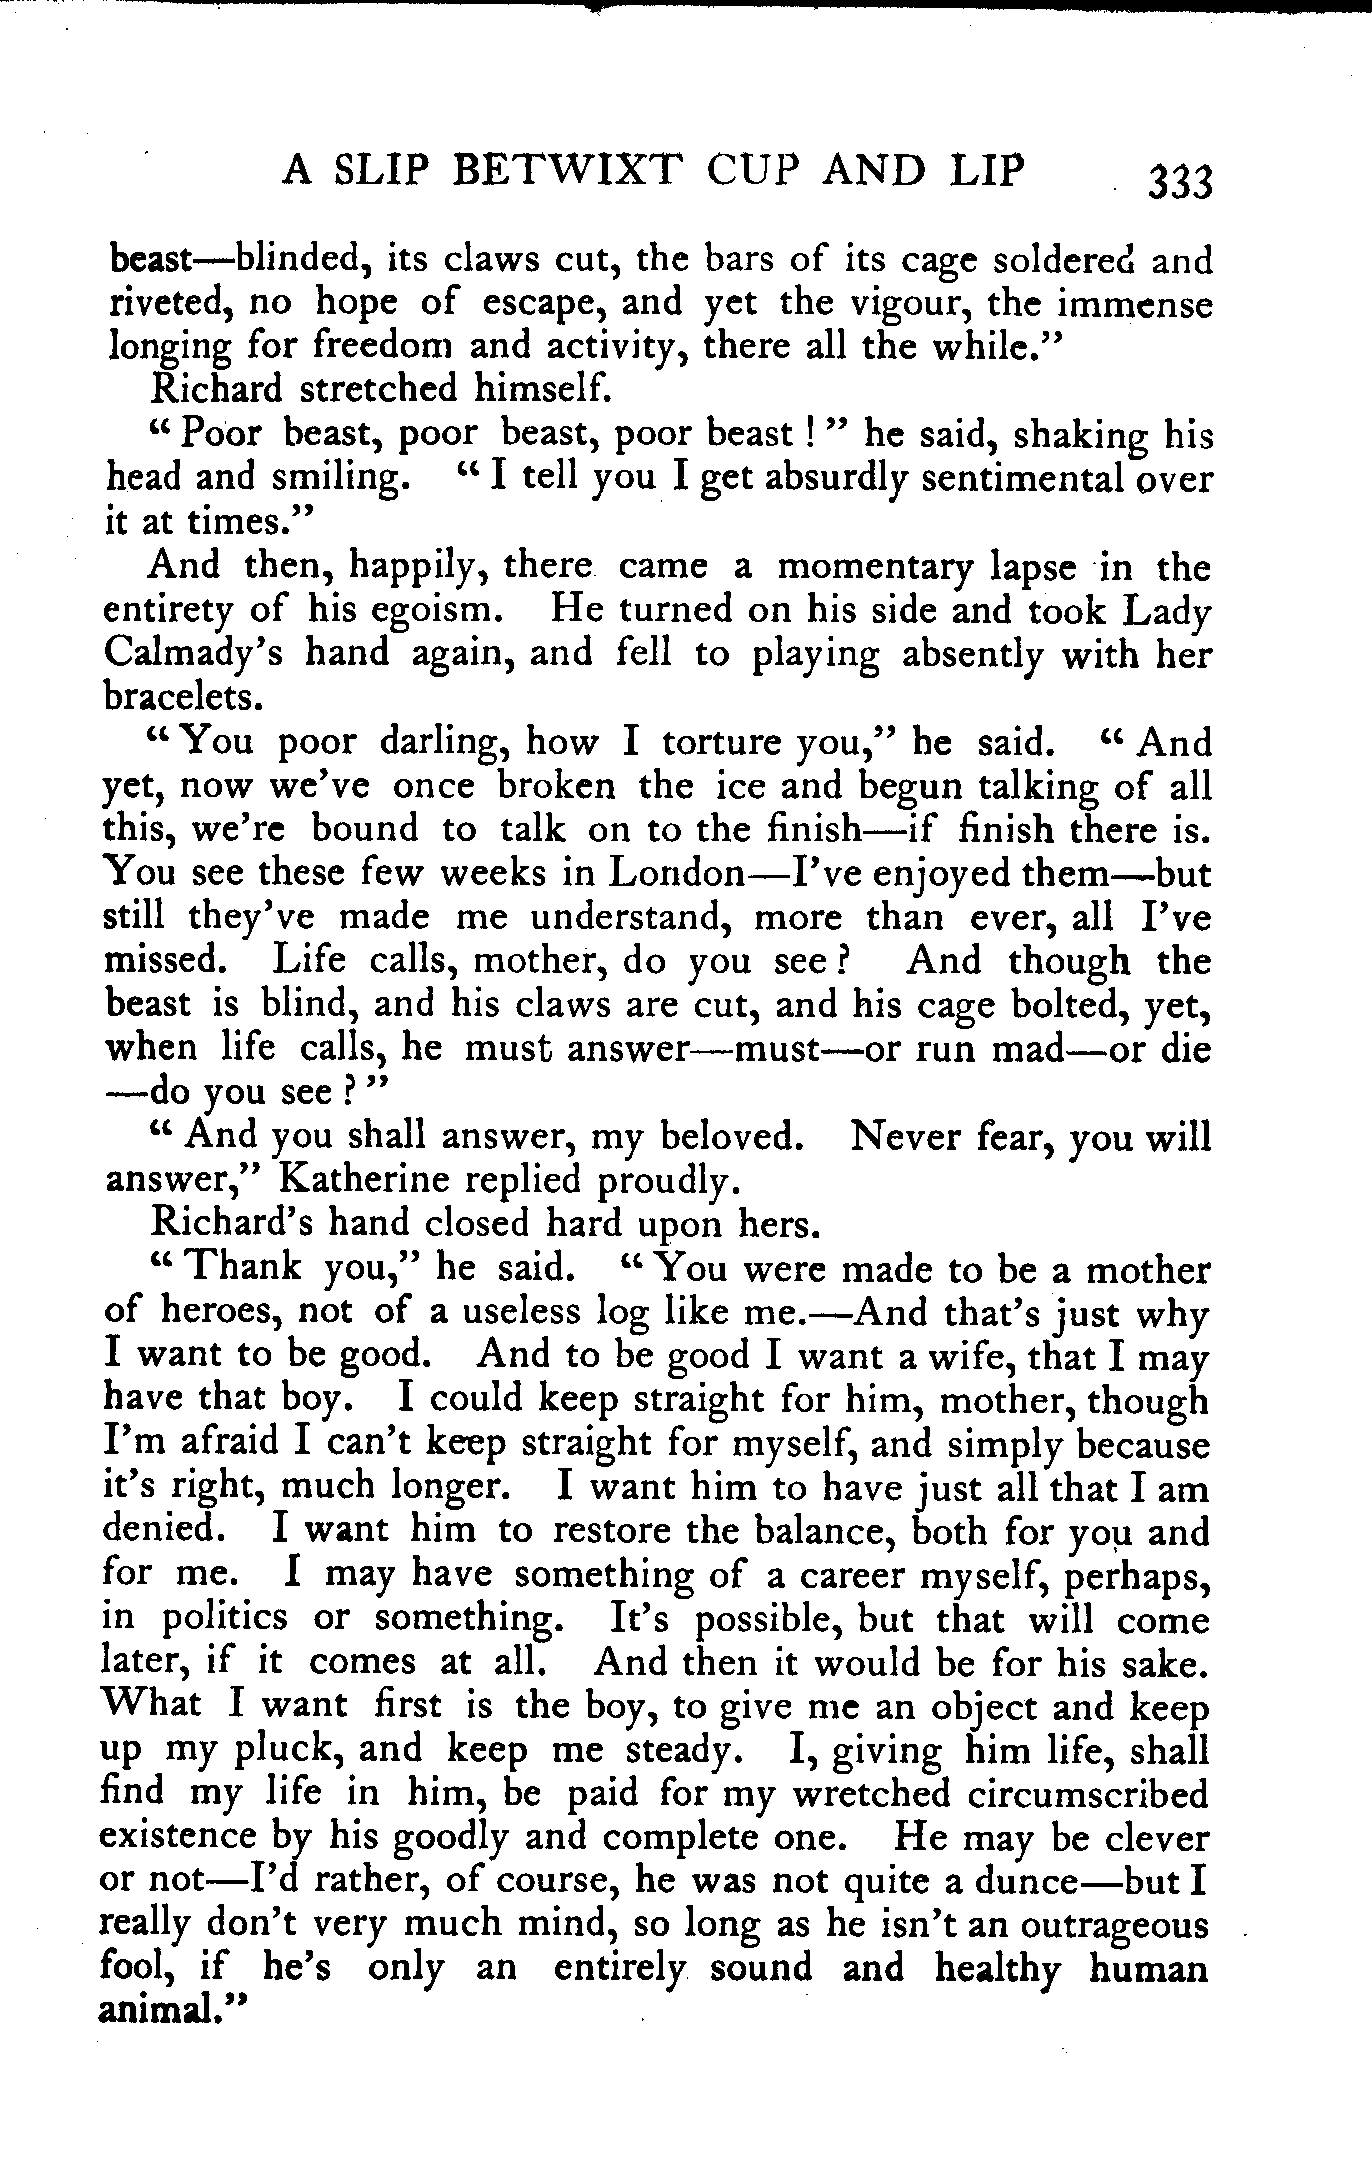 A SLIP BETWIXT CUP AND LIP 333
beast—blinded, its claws cut, the bars of its cage soldered and
riveted, no hope of escape, and yet the vigour, the immense
longing for freedom and activity, there all the while."
Richard stretched himself.
"Poor beast, poor beast, poor beast!" he said, shaking his
head and smiling. "I tell you I get absurdly sentimental over
it at times."
And then, happily, there came a momentary lapse in the
entirety of his egoism. He turned on his side and took Lady
Calmady's hand again, and fell to playing absently with her
bracelets.
"You poor darling, how I torture you," he said. "And
yet, now we've once broken the ice and begun talking of all
this, we're bound to talk on to the finish—if finish there is.
You see these few weeks in London—I've enjoyed them—but
still they've made me understand, more than ever, all I've
missed. Life calls, mother, do you see? And though the
beast is blind, and his claws are cut, and his cage bolted, yet,
when life calls, he must answer—must—or run mad—or die
—do you see?"
"And you shall answer, my beloved. Never fear, you will
answer," Katherine replied proudly.
Richard's hand closed hard upon hers.
"Thank you," he said. "You were made to be a mother
of heroes, not of a useless log like me.—And that's just why
I want to be good. And to be good I want a wife, that I may
have that boy. I could keep straight for him, mother, though
I'm afraid I can't keep straight for myself, and simply because
it's right, much longer. I want him to have just all that I am
denied. I want him to restore the balance, both for you and
for me. I may have something of a career myself, perhaps,
in politics or something. It's possible, but that will come
later, if it comes at all. And then it would be for his sake.
What I want first is the boy, to give me an object and keep
up my pluck, and keep me steady. I, giving him life, shall
find my life in him, be paid for my wretched circumscribed
existence by his goodly and complete one. He may be clever
or not—I'd rather, of course, he was not quite a dunce—but I
really don't very much mind, so long as he isn't an outrageous
fool, if he's only an entirely sound and healthy human
animal."